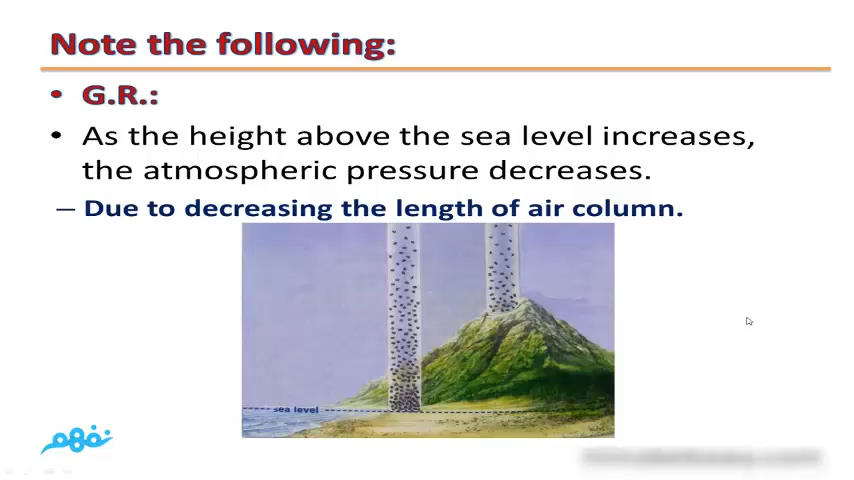 Note the following:
• G.R.:
• As the height above the sea level increases,
the atmospheric pressure decreases.
– Due to decreasing the length of air column.
sea level
نفهم